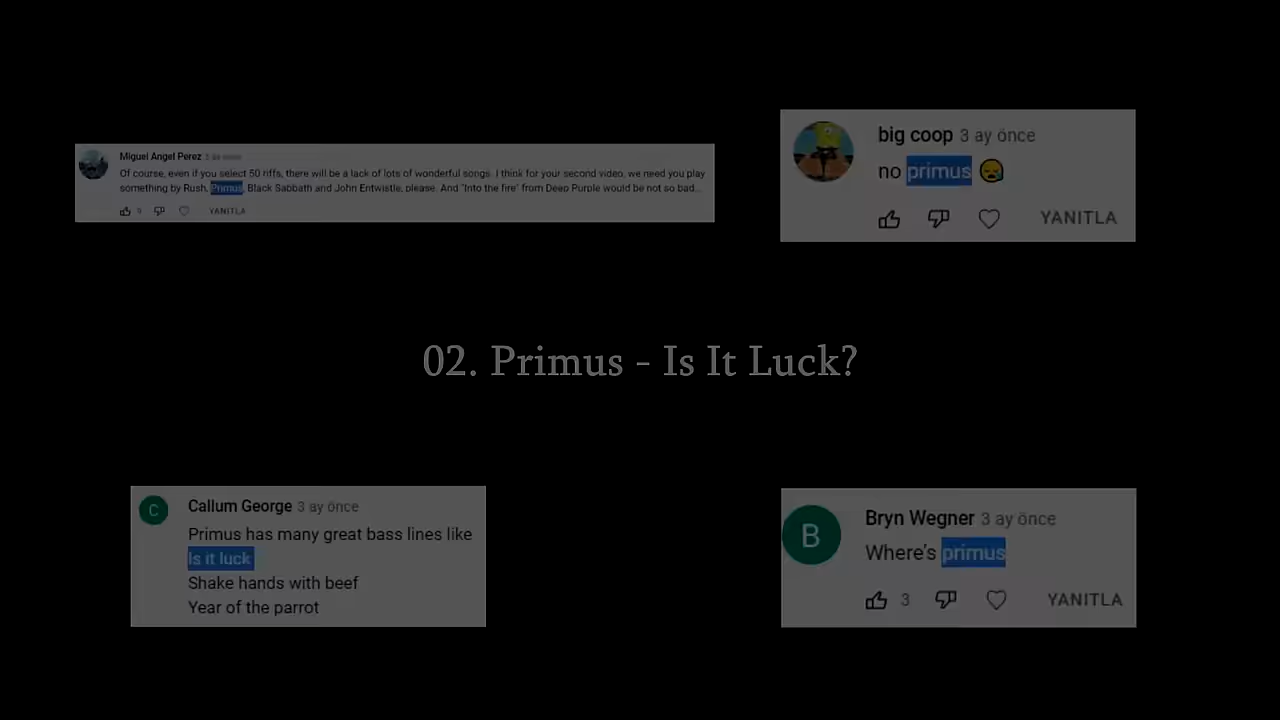 Miguel Angel Perez 3 ay önce
Of course, even if you select 50 riffs, there will be a lack of lots of wonderful songs. I think for your second video, we need you play
something by Rush, Primus, Black Sabbath and John Entwistle, please. And "Into the fire" from Deep Purple would be not so bad...
9 YANITLA
big coop 3 ay önce
no primus 😪
YANITLA
02. Primus - Is It Luck?
C
Callum George 3 ay önce
Primus has many great bass lines like
Is it luck
Shake hands with beef
Year of the parrot
B
Bryn Wegner 3 ay önce
Where's primus
3 YANITLA